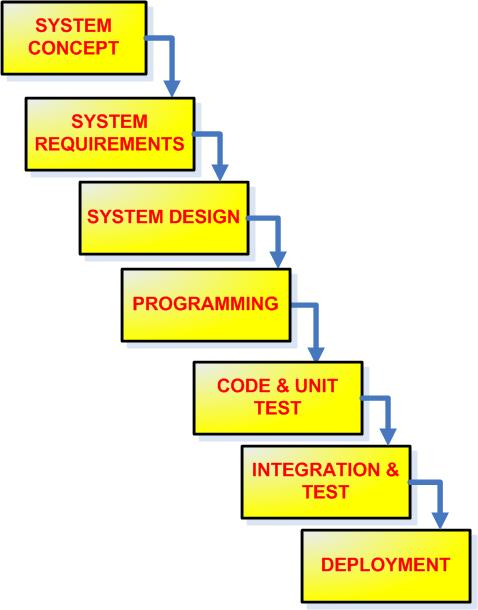 SYSTEM
CONCEPT
SYSTEM
REQUIREMENTS
SYSTEM DESIGN
PROGRAMMING
CODE & UNIT
TEST
INTEGRATION &
TEST
DEPLOYMENT